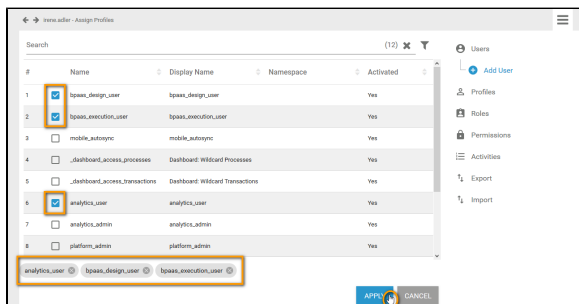 irene.adler - Assign Profiles
Search (12)
# Name Display Name Namespace Activated
1 bpaas_design_user bpaas_design_user Yes
2 bpaas_execution_user bpaas_execution_user Yes
3 mobile_autosync mobile_autosync Yes
4 _dashboard_access_processes Dashboard: Wildcard Processes Yes
5 _dashboard_access_transactions Dashboard: Wildcard Transactions Yes
6 analytics_user analytics_user Yes
7 analytics_admin analytics_admin Yes
8 platform_admin platform_admin Yes
analytics_user bpaas_design_user bpaas_execution_user
APPLY CANCEL
Users
Add User
Profiles
Roles
Permissions
Activities
Export
Import